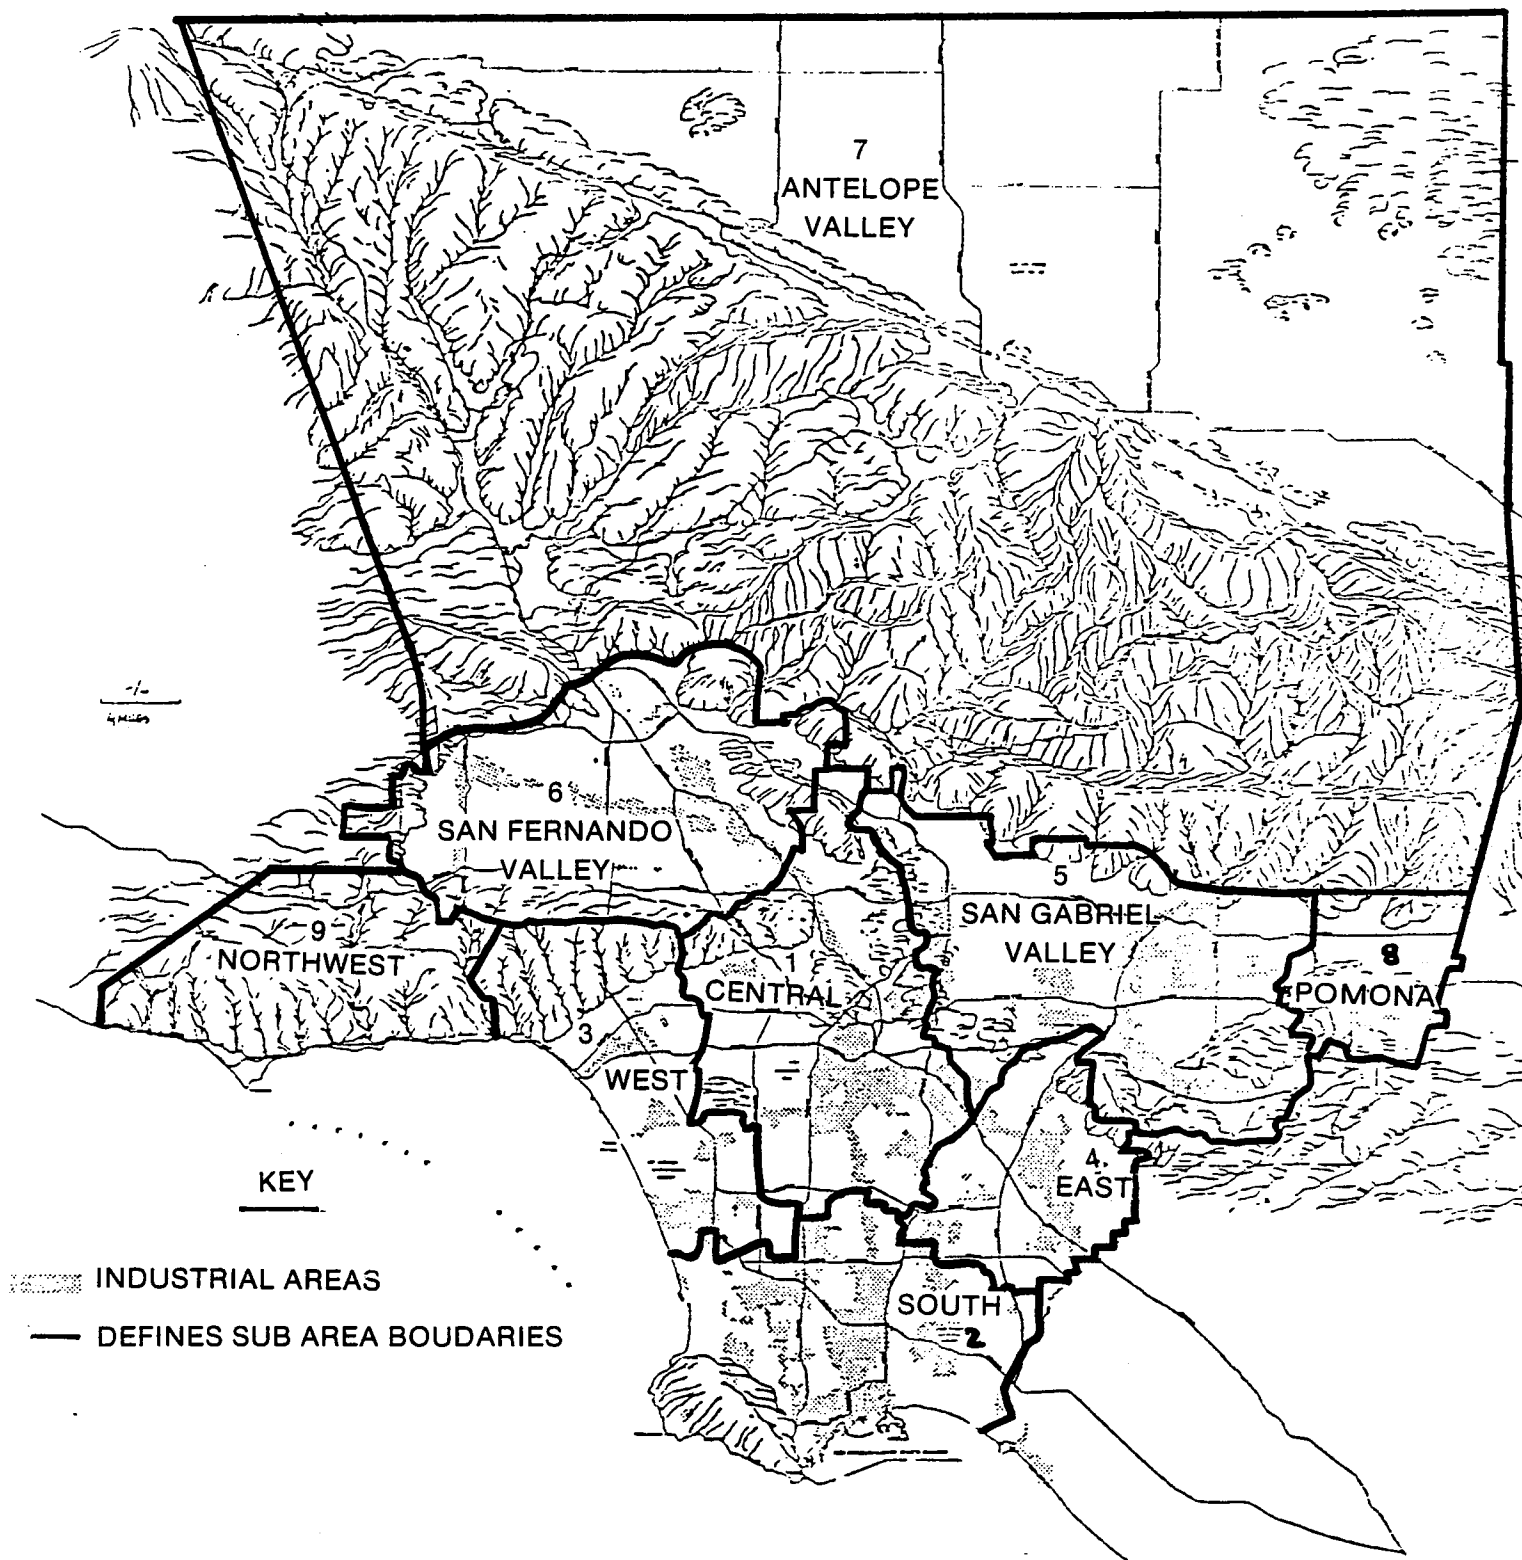 7
ANTELOPE
VALLEY
6
SAN FERNANDO
VALLEY
5
SAN GABRIEL
VALLEY
9
NORTHWEST
1
CENTRAL
8
POMONA
3
WEST
4.
EAST
SOUTH
2
KEY
INDUSTRIAL AREAS
DEFINES SUB AREA BOUDARIES